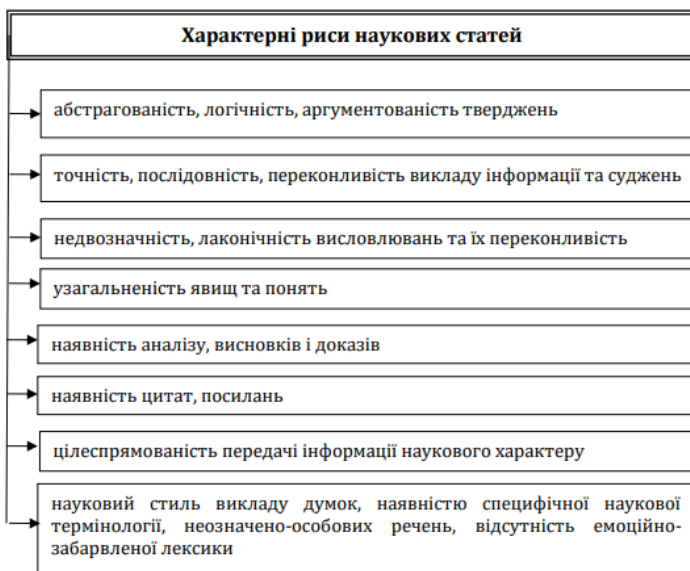 Характерні риси наукових статей
абстрагованість, логічність, аргументованість тверджень
точність, послідовність, переконливість викладу інформації та суджень
недвозначність, лаконічність висловлювань та їх переконливість
узагальненість явищ та понять
наявність аналізу, висновків і доказів
наявність цитат, посилань
цілеспрямованість передачі інформації наукового характеру
науковий стиль викладу думок, наявністю специфічної наукової
термінології, неозначено-особових речень, відсутність емоційно-
забарвленої лексики